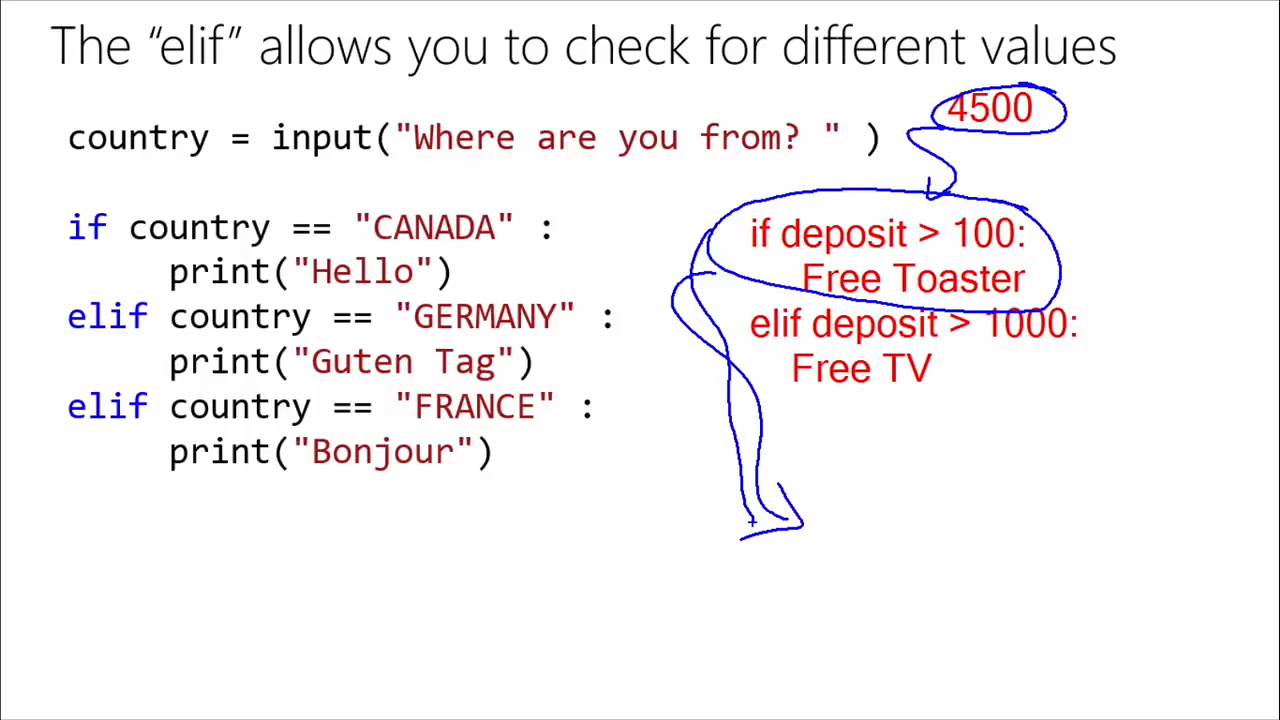 The “elif” allows you to check for different values
country = input("Where are you from? " )
if country == "CANADA" :
print("Hello")
elif country == "GERMANY" :
print("Guten Tag")
elif country == "FRANCE" :
print("Bonjour")
4500
if deposit > 100:
Free Toaster
elif deposit > 1000:
Free TV